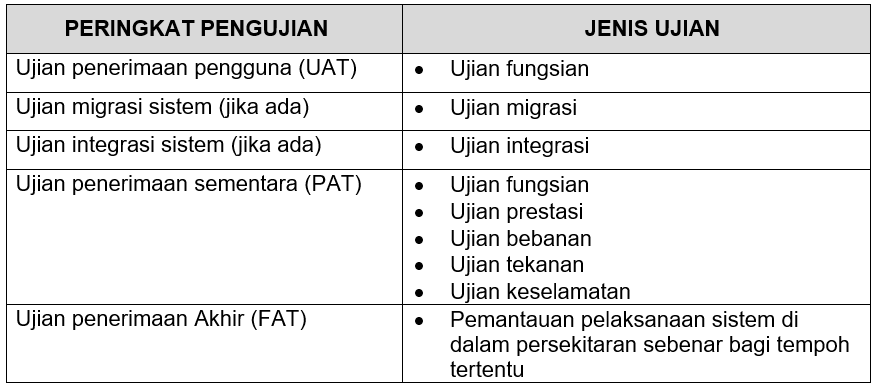 PERINGKAT PENGUJIAN
JENIS UJIAN
Ujian penerimaan pengguna (UAT)
• Ujian fungsian
Ujian migrasi sistem (jika ada)
• Ujian migrasi
Ujian integrasi sistem (jika ada)
• Ujian integrasi
Ujian penerimaan sementara (PAT)
• Ujian fungsian
• Ujian prestasi
• Ujian bebanan
• Ujian tekanan
• Ujian keselamatan
Ujian penerimaan Akhir (FAT)
• Pemantauan pelaksanaan sistem di
dalam persekitaran sebenar bagi tempoh
tertentu